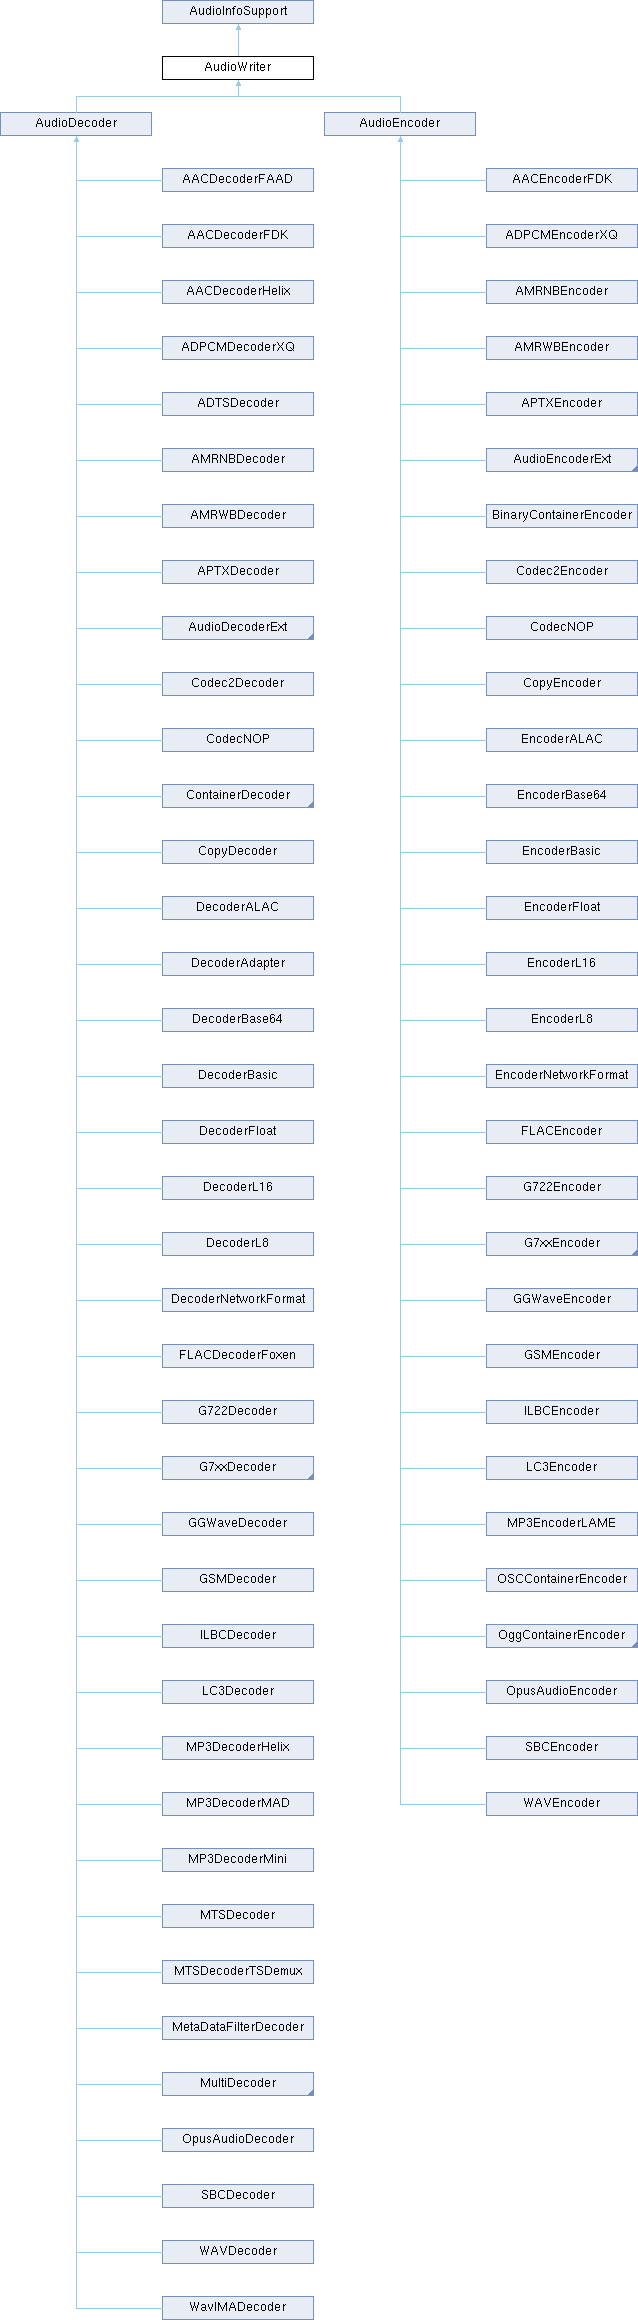 AudioInfoSupport
AudioWriter
AudioDecoder
AudioEncoder
AACDecoderFAAD
AACEncoderFDK
AACDecoderFDK
ADPCMEncoderXQ
AACDecoderHelix
AMRNBEncoder
ADPCMDecoderXQ
AMRWBEncoder
ADTSDecoder
APTXEncoder
AMRNBDecoder
AudioEncoderExt
AMRWBDecoder
BinaryContainerEncoder
APTXDecoder
Codec2Encoder
AudioDecoderExt
CodecNOP
Codec2Decoder
CopyEncoder
CodecNOP
EncoderALAC
ContainerDecoder
EncoderBase64
CopyDecoder
EncoderBasic
DecoderALAC
EncoderFloat
DecoderAdapter
EncoderL16
DecoderBase64
EncoderL8
DecoderBasic
EncoderNetworkFormat
DecoderFloat
FLACEncoder
DecoderL16
G722Encoder
DecoderL8
G7xxEncoder
DecoderNetworkFormat
GGWaveEncoder
FLACDecoderFoxen
GSMEncoder
G722Decoder
ILBCEncoder
G7xxDecoder
LC3Encoder
GGWaveDecoder
MP3EncoderLAME
GSMDecoder
OSCContainerEncoder
ILBCDecoder
OggContainerEncoder
LC3Decoder
OpusAudioEncoder
MP3DecoderHelix
SBCEncoder
MP3DecoderMAD
WAVEncoder
MP3DecoderMini
MTSDecoder
MTSDecoderTSDemux
MetaDataFilterDecoder
MultiDecoder
OpusAudioDecoder
SBCDecoder
WAVDecoder
WavIMADecoder